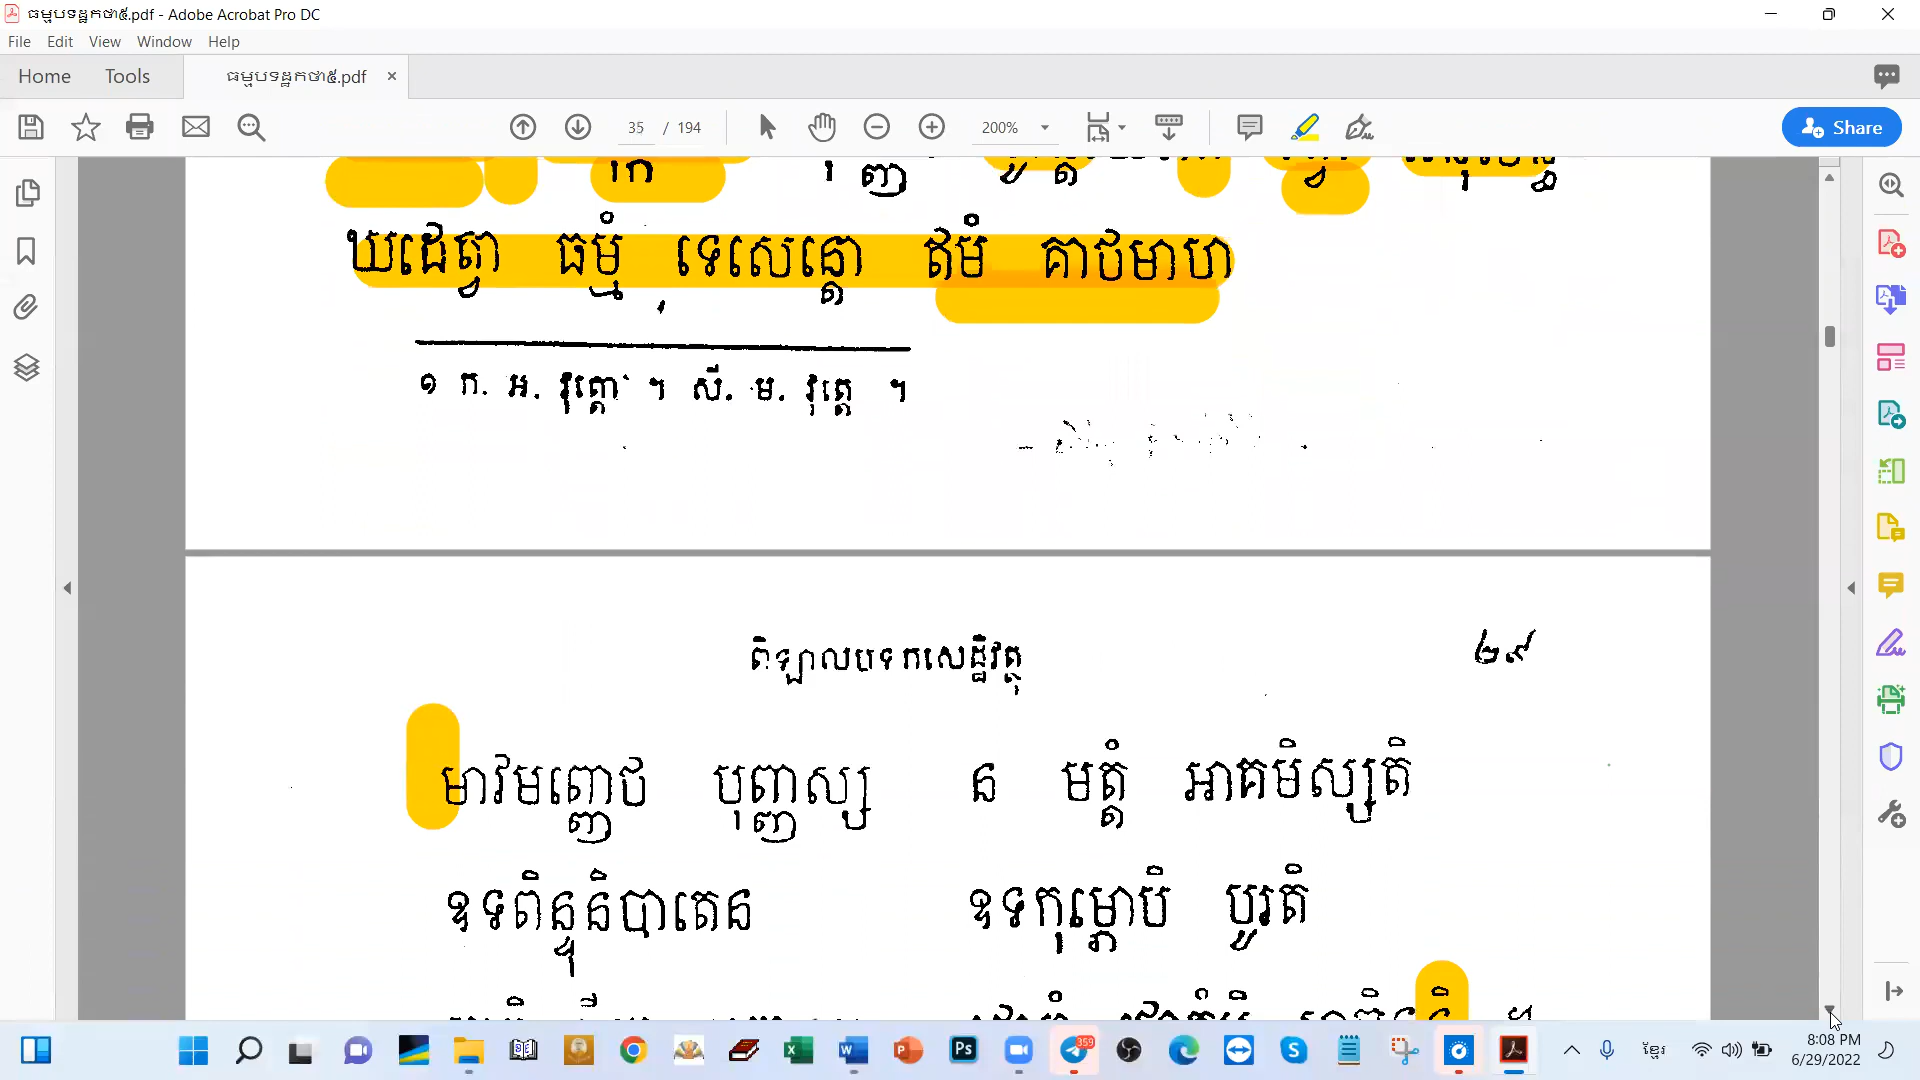 ធម្មបទដ្ឋកថា៥.pdf - Adobe Acrobat Pro DC
File Edit View Window Help
Home Tools ធម្មបទដ្ឋកថា៥.pdf
35 / 194 200% Share
ឃដេត្វា ធម្មំ ទេសេន្តោ ឥមំ គាថមាហ
១ ក. អ. វុត្តោ ។ សី. ម. វុត្តេ ។
ពិឡាលបទកសេដ្ឋិវត្ថុ ២៩
មាវមញ្ញេថ បុញ្ញស្ស ន មត្តំ អាគមិស្សតិ
ឧទពិន្ទុនិបាតេន ឧទកុម្ភោបិ បូរតិ
359
ខ្មែរ
8:08 PM
6/29/2022